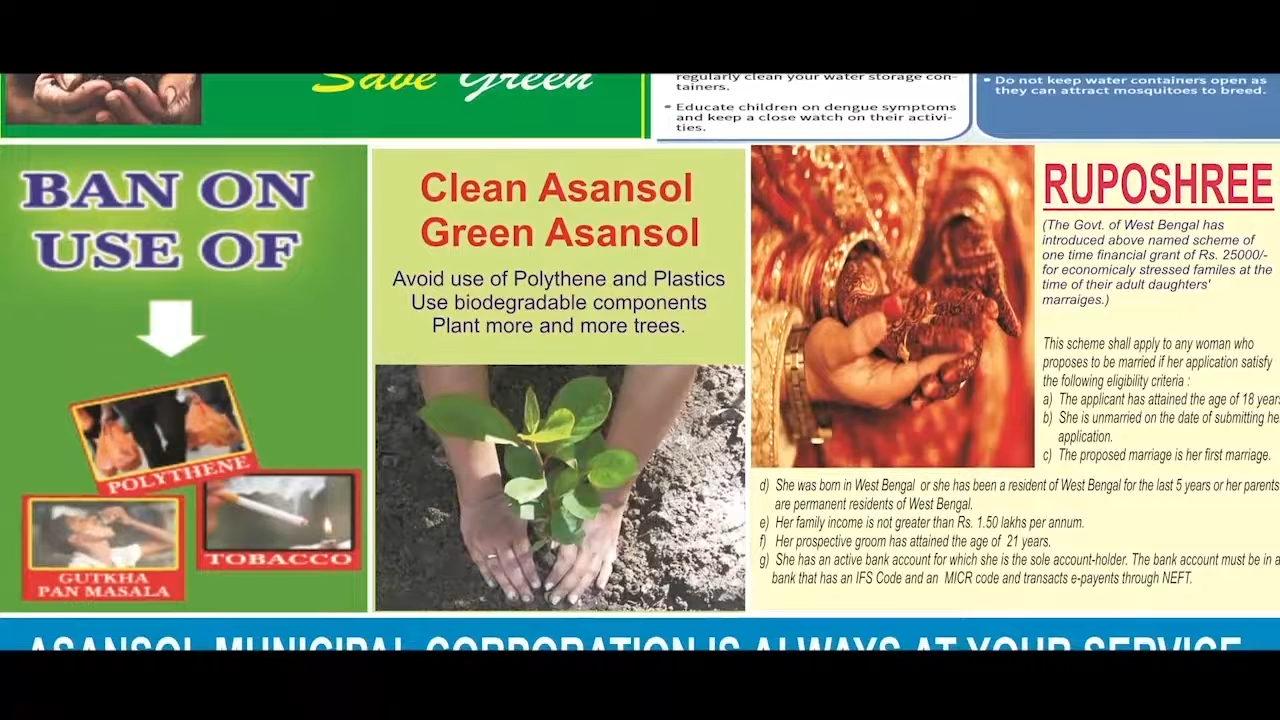 Save Green
regularly clean your water storage con-
tainers.
• Educate children on dengue symptoms
and keep a close watch on their activi-
ties.
• Do not keep water containers open as
they can attract mosquitoes to breed.
BAN ON
USE OF
POLYTHENE
TOBACCO
GUTKHA
PAN MASALA
Clean Asansol
Green Asansol
Avoid use of Polythene and Plastics
Use biodegradable components
Plant more and more trees.
RUPOSHREE
(The Govt. of West Bengal has
introduced above named scheme of
one time financial grant of Rs. 25000/-
for economicaly stressed familes at the
time of their adult daughters'
marraiges.)
This scheme shall apply to any woman who
proposes to be married if her application satisfy
the following eligibility criteria :
a) The applicant has attained the age of 18 years
b) She is unmarried on the date of submitting he
application.
c) The proposed marriage is her first marriage.
d) She was born in West Bengal or she has been a resident of West Bengal for the last 5 years or her parents
are permanent residents of West Bengal.
e) Her family income is not greater than Rs. 1.50 lakhs per annum.
f) Her prospective groom has attained the age of 21 years.
g) She has an active bank account for which she is the sole account-holder. The bank account must be in a
bank that has an IFS Code and an MICR code and transacts e-payents through NEFT.
ASANSOL MUNICIPAL CORPORATION IS ALWAYS AT YOUR SERVICE